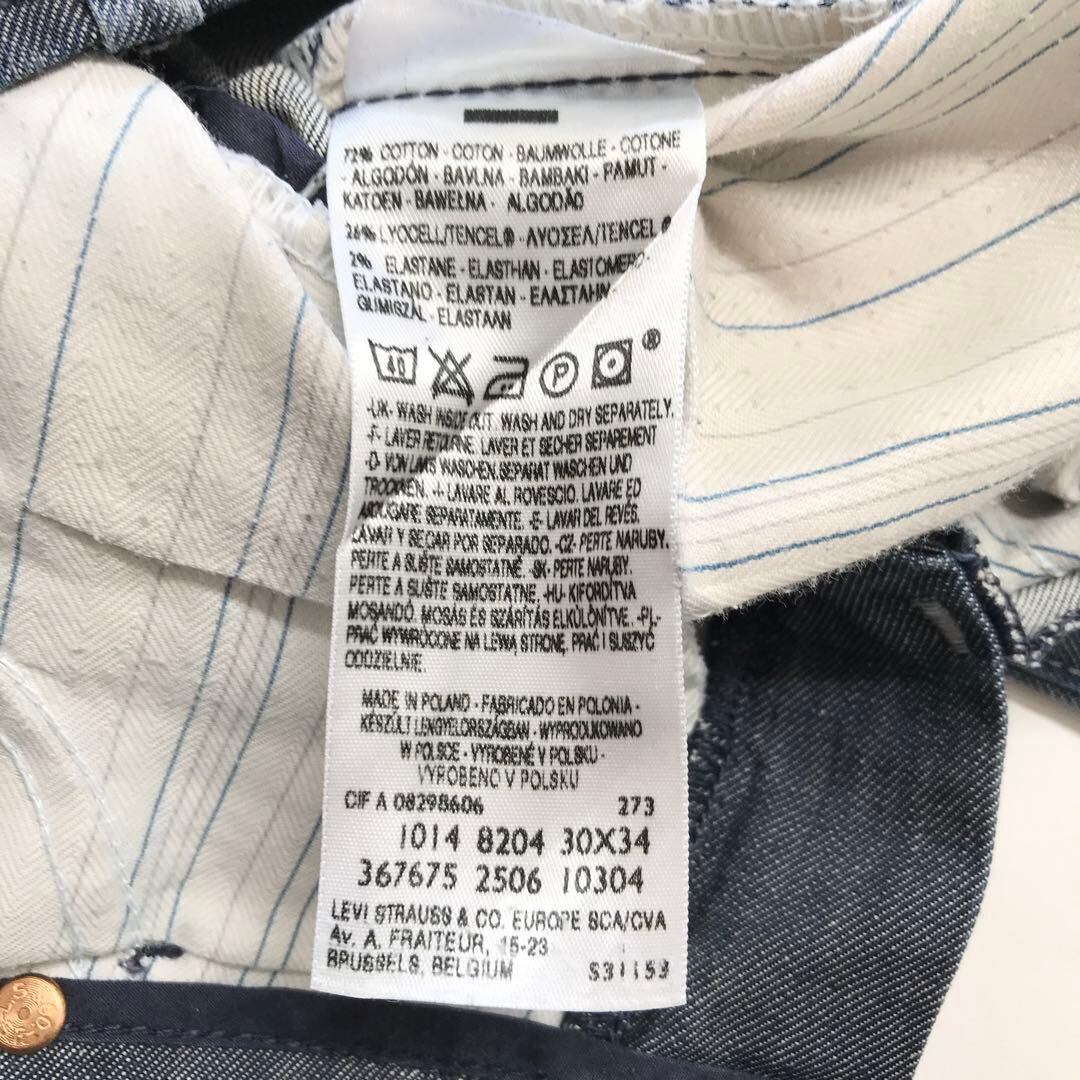 72% COTTON - COTON - BAUMWOLLE - COTONE
- ALGODÓN - BAVLNA - BAMBAKI - PAMUT -
KATOEN - BAWEŁNA - ALGODÃO
26% LYOCELL/TENCEL® - ΛΥΟΣΕΛ/TENCEL®
2% ELASTANE - ELASTHAN - ELASTOMERO-
ELASTANO - ELASTAN - ΕΛΑΣΤΑΗΝ
GUMISZÁL - ELASTAAN
40 P ®
-UK- WASH INSIDE OUT. WASH AND DRY SEPARATELY.
-F- LAVER RETOURNE. LAVER ET SECHER SEPAREMENT
-D- VON LINKS WASCHEN. SEPARAT WASCHEN UND
TROCKNEN. -I- LAVARE AL ROVESCIO. LAVARE ED
ASCIUGARE SEPARATAMENTE. -E- LAVAR DEL REVÉS.
LAVAR Y SECAR POR SEPARADO. -CZ- PERTE NARUBY.
PERTE A SUŠTE SAMOSTATNĚ. -SK- PERTE NARUBY.
PERTE A SUŠTE SAMOSTATNE. -HU- KIFORDÍTVA
MOSANDÓ. MOSÁS ÉS SZÁRÍTÁS ELKÜLÖNÍTVE. -PL-
PRAĆ WYWRÓCONE NA LEWĄ STRONĘ. PRAĆ I SUSZYĆ
ODDZIELNIE.
MADE IN POLAND - FABRICADO EN POLONIA -
KÉSZÜLT LENGYELORSZÁGBAN - WYPRODUKOWANO
W POLSCE - VYROBENÉ V POLSKU -
VYROBENO V POLSKU
CIF A 08298606 273
1014 8204 30X34
367675 2506 10304
LEVI STRAUSS & CO. EUROPE SCA/CVA
Av. A. FRAITEUR, 15-23
BRUSSELS, BELGIUM S31153